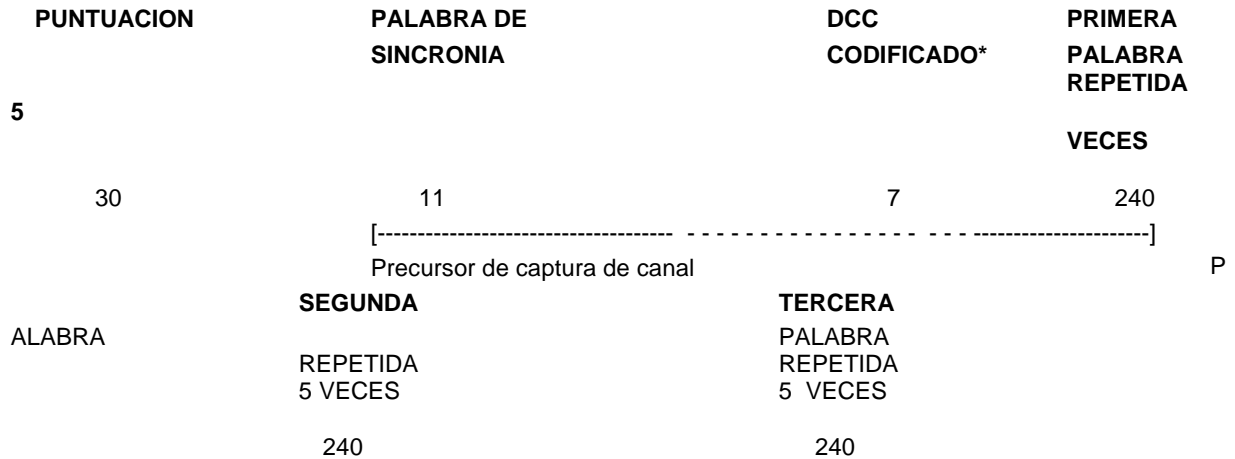 PUNTUACION PALABRA DE DCC PRIMERA
SINCRONIA CODIFICADO* PALABRA
REPETIDA
5
VECES
30 11 7 240
[------------------------------------- - - - - - - - - - - - - - - - - - - - ----------------------]
Precursor de captura de canal P
SEGUNDA TERCERA
ALABRA PALABRA
REPETIDA REPETIDA
5 VECES 5 VECES
240 240